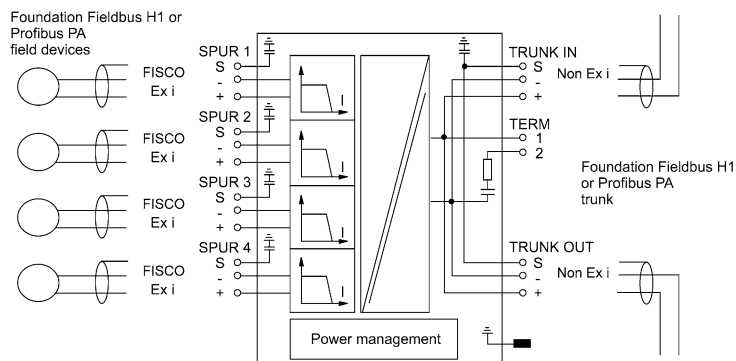 Foundation Fieldbus H1 or
Profibus PA
field devices
SPUR 1
S
-
+
FISCO
Ex i
SPUR 2
S
-
+
FISCO
Ex i
SPUR 3
S
-
+
FISCO
Ex i
SPUR 4
S
-
+
FISCO
Ex i
I
I
I
I
Power management
TRUNK IN
S
-
+
Non Ex i
TERM
1
2
Foundation Fieldbus H1
or Profibus PA
trunk
TRUNK OUT
S
-
+
Non Ex i